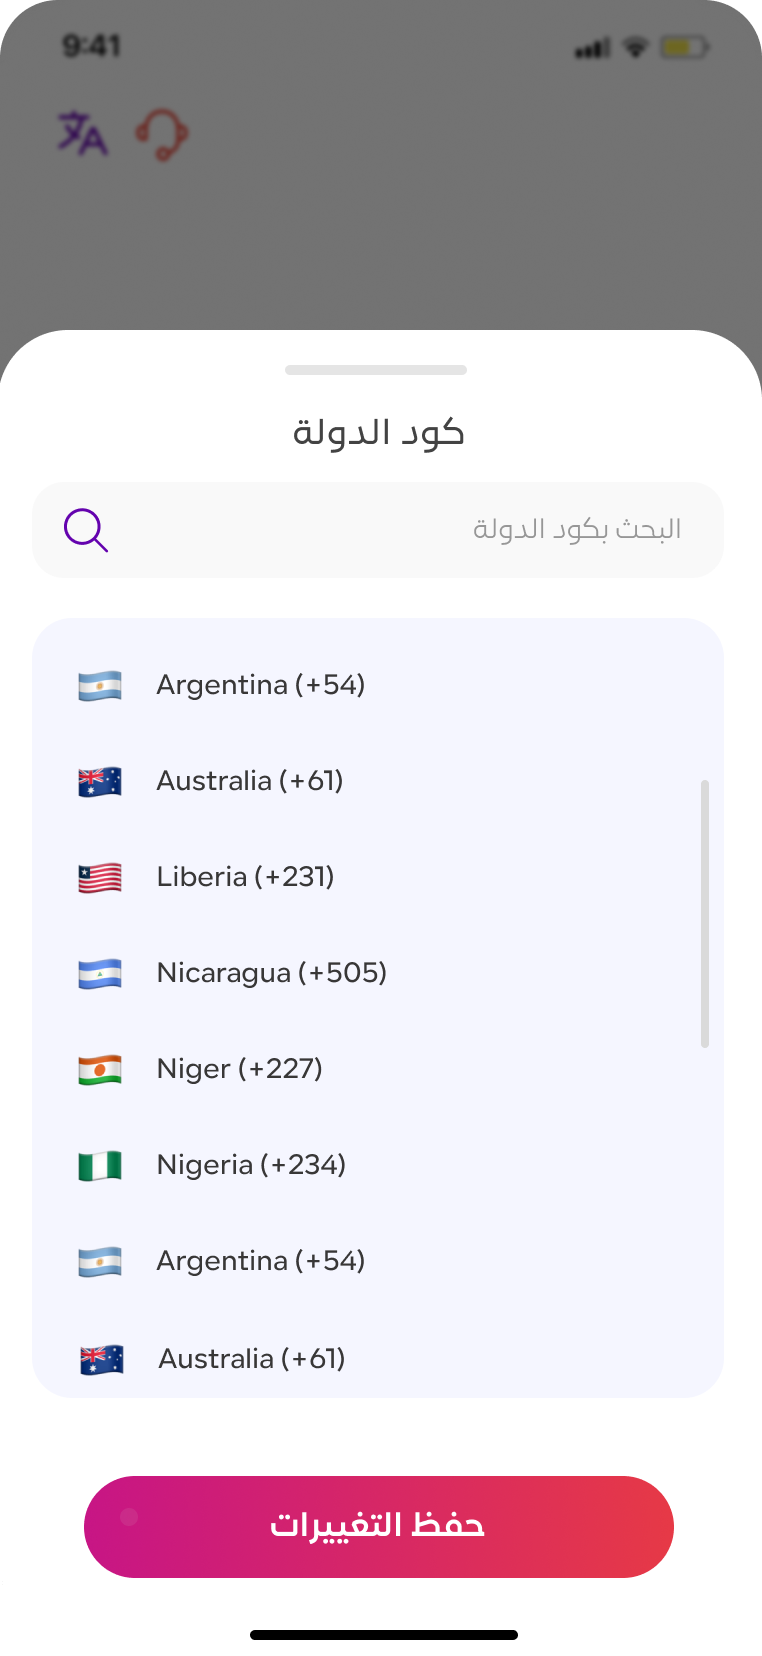 9:41
كود الدولة
البحث بكود الدولة
Argentina (+54)
Australia (+61)
Liberia (+231)
Nicaragua (+505)
Niger (+227)
Nigeria (+234)
Argentina (+54)
Australia (+61)
حفظ التغييرات